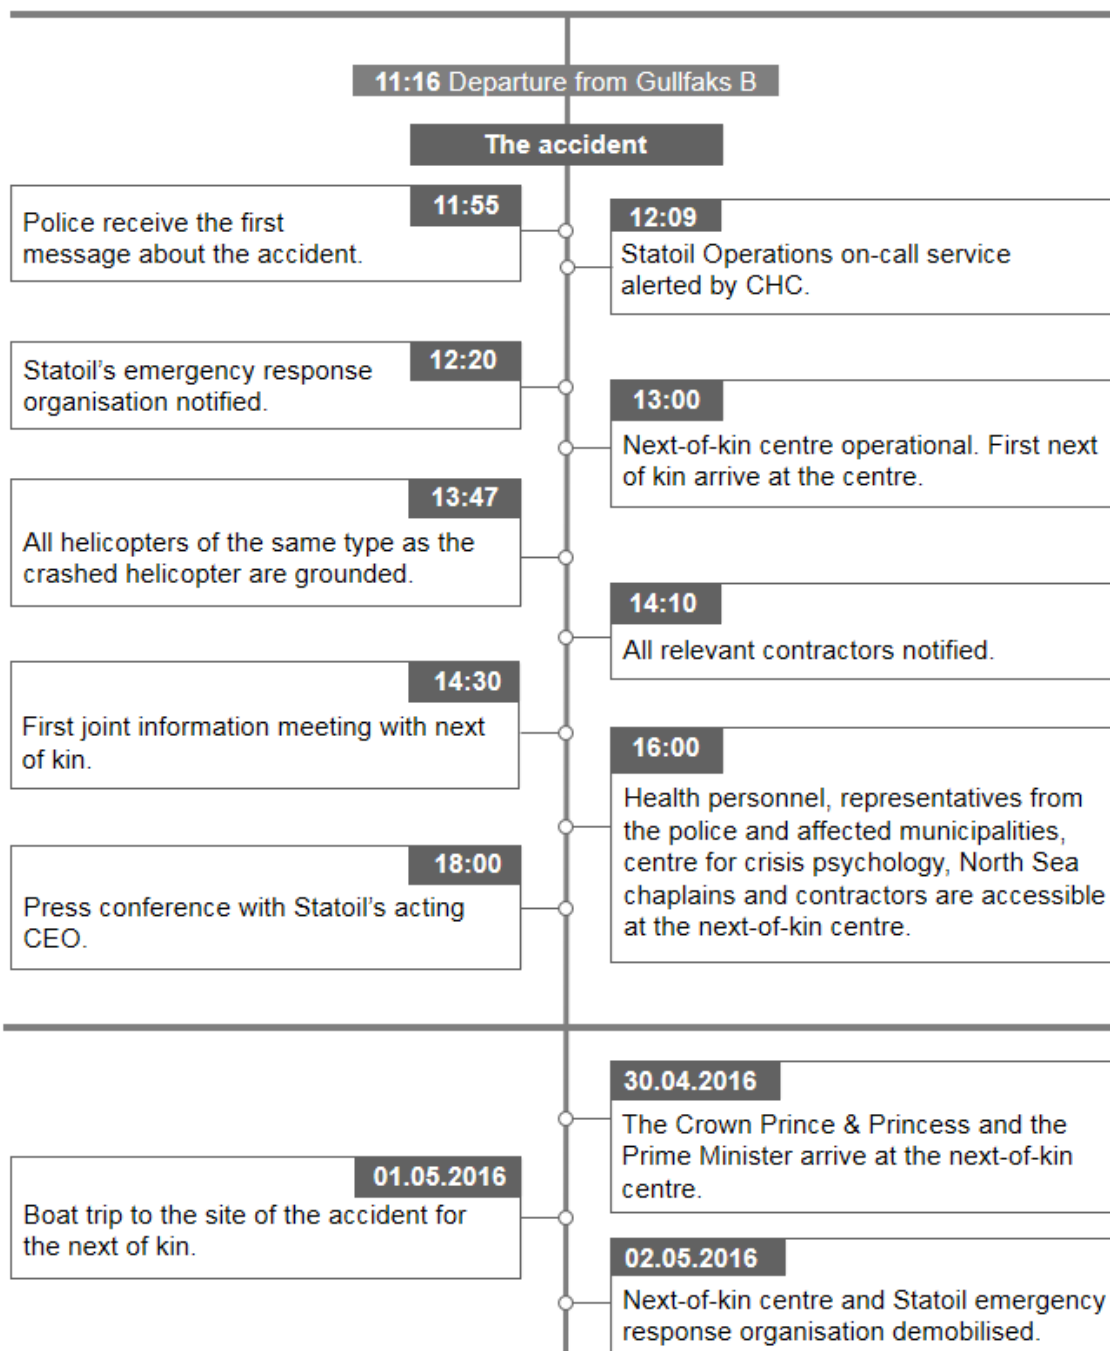 11:16 Departure from Gullfaks B
The accident
11:55
Police receive the first
message about the accident.
12:09
Statoil Operations on-call service
alerted by CHC.
12:20
Statoil’s emergency response
organisation notified.
13:00
Next-of-kin centre operational. First next
of kin arrive at the centre.
13:47
All helicopters of the same type as the
crashed helicopter are grounded.
14:10
All relevant contractors notified.
14:30
First joint information meeting with next
of kin.
16:00
Health personnel, representatives from
the police and affected municipalities,
centre for crisis psychology, North Sea
chaplains and contractors are accessible
at the next-of-kin centre.
18:00
Press conference with Statoil’s acting
CEO.
30.04.2016
The Crown Prince & Princess and the
Prime Minister arrive at the next-of-kin
centre.
01.05.2016
Boat trip to the site of the accident for
the next of kin.
02.05.2016
Next-of-kin centre and Statoil emergency
response organisation demobilised.